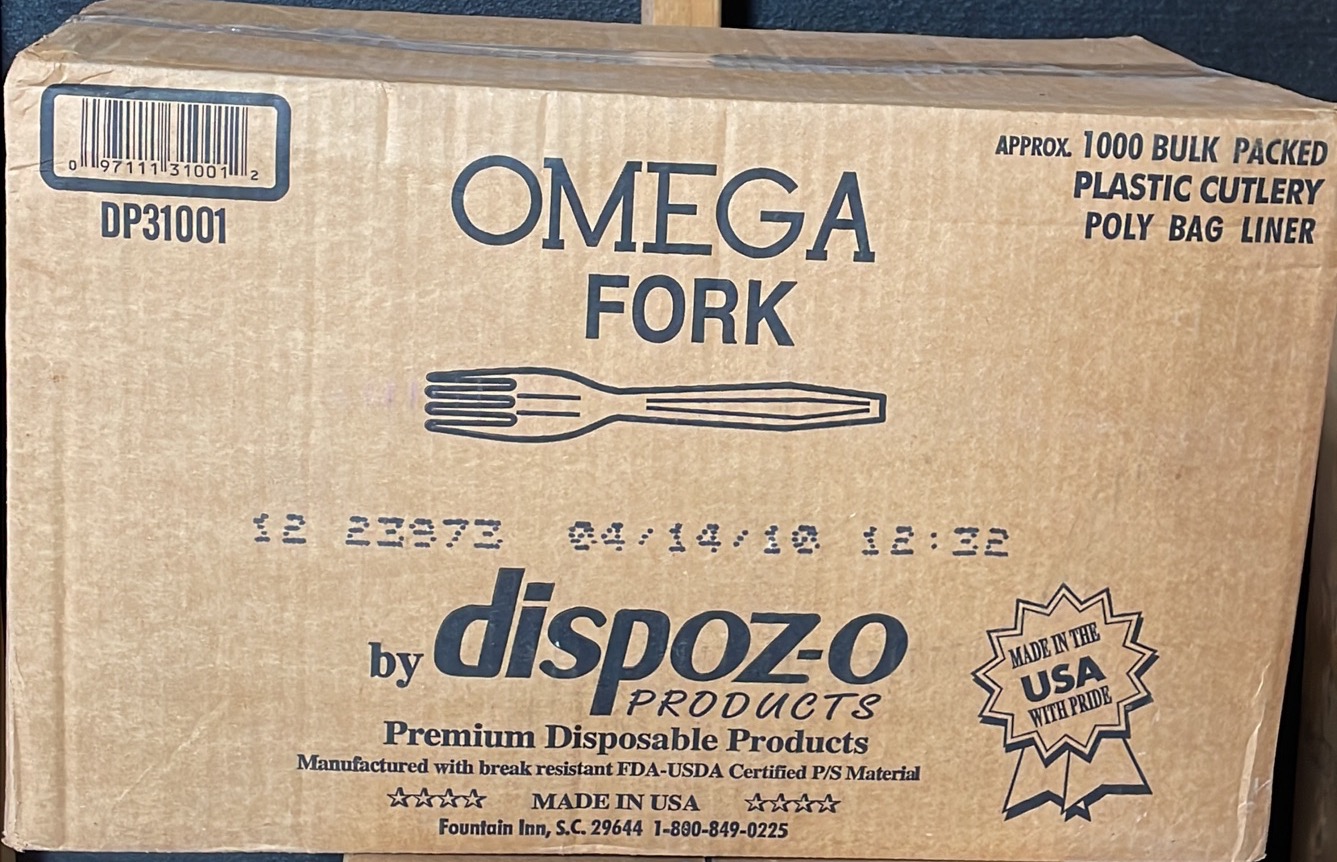 0 97111 31001 2
DP31001
APPROX. 1000 BULK PACKED
PLASTIC CUTLERY
POLY BAG LINER
OMEGA
FORK
12 23973 04/14/10 12:32
by dispoz-o
PRODUCTS
Premium Disposable Products
Manufactured with break resistant FDA-USDA Certified P/S Material
☆☆☆☆ MADE IN USA ☆☆☆☆
Fountain Inn, S.C. 29644 1-800-849-0225
MADE IN THE
USA
WITH PRIDE